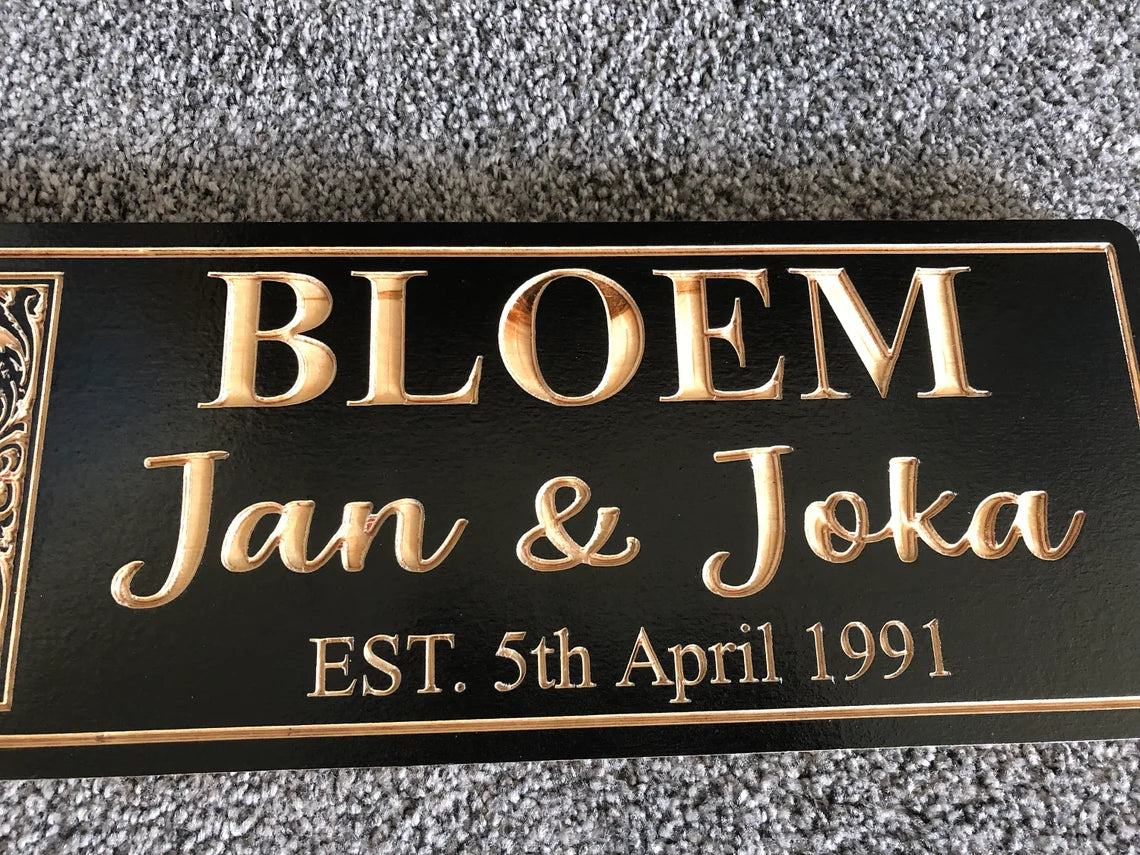 BLOEM
Jan & Joka
EST. 5th April 1991